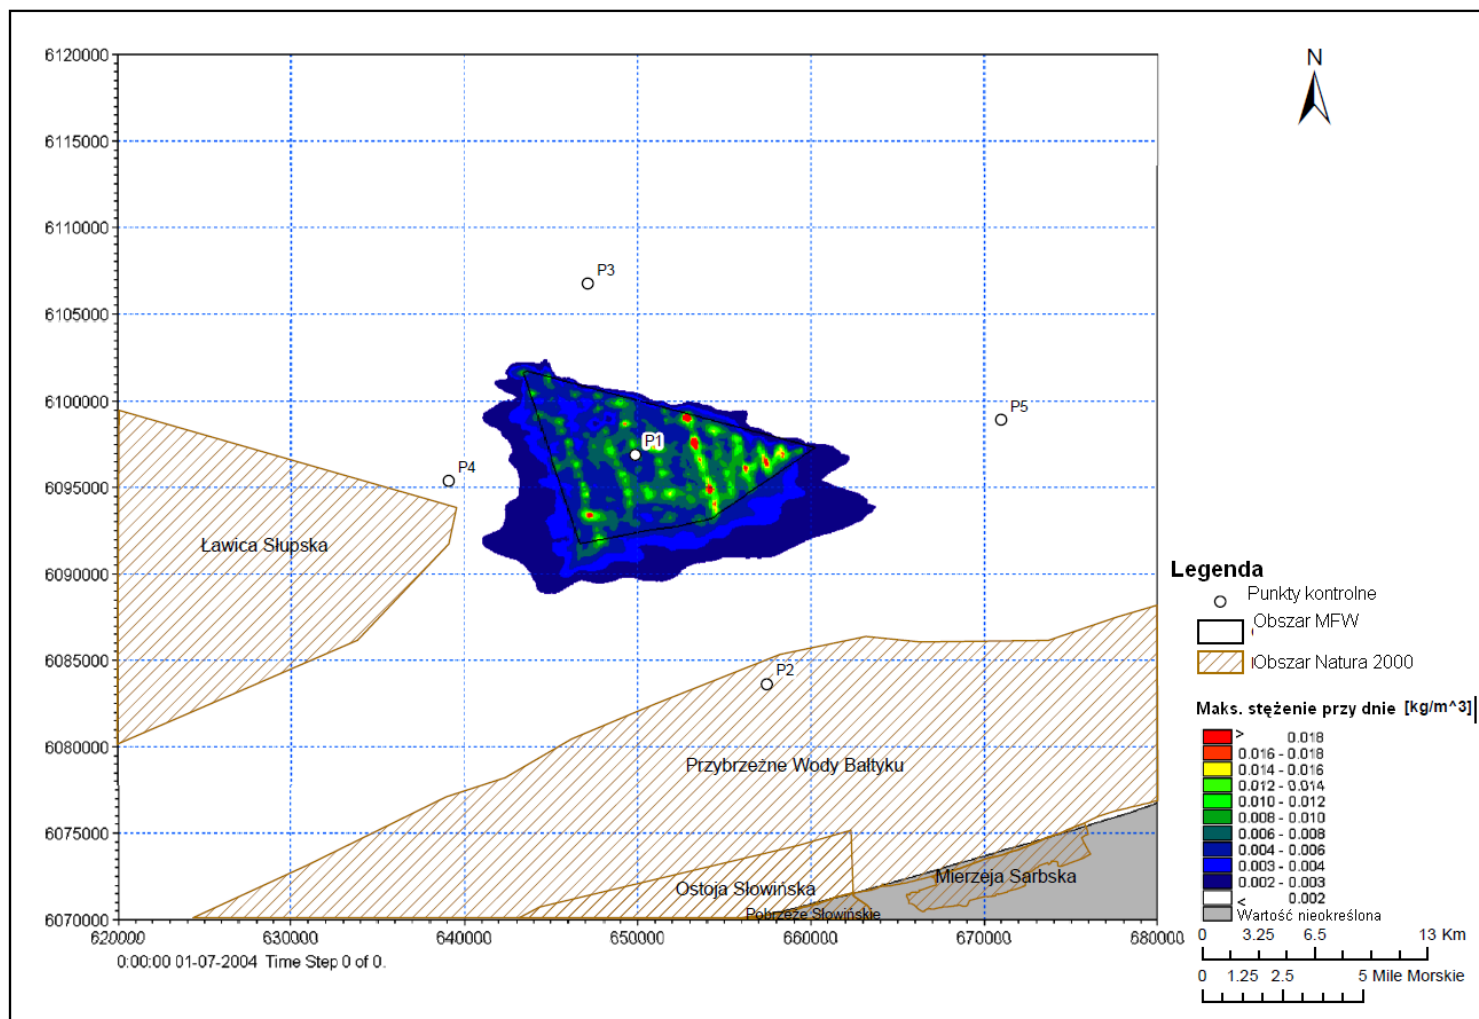 6120000
6115000
6110000
6105000
6100000
6095000
6090000
6085000
6080000
6075000
6070000
620000
630000
640000
650000
660000
670000
680000
0:00:00 01-07-2004 Time Step 0 of 0.
N
P3
P5
P1
P4
Ławica Słupska
P2
Przybrzeżne Wody Bałtyku
Ostoja Słowińska
Mierzeja Sarbska
Pobrzeże Słowińskie
Legenda
Punkty kontrolne
Obszar MFW
Obszar Natura 2000
Maks. stężenie przy dnie [kg/m^3]
> 0.018
0.016 - 0.018
0.014 - 0.016
0.012 - 0.014
0.010 - 0.012
0.008 - 0.010
0.006 - 0.008
0.004 - 0.006
0.003 - 0.004
0.002 - 0.003
< 0.002
Wartość nieokreślona
0 3.25 6.5 13 Km
0 1.25 2.5 5 Mile Morskie